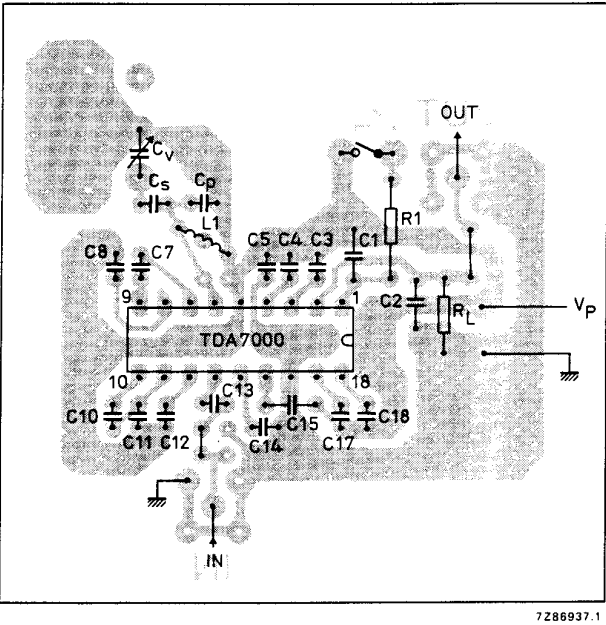 OUT
Cv
Cs Cp
L1
R1
C8 C7 C5 C4 C3 C1
C2 RL
VP
9 1
TDA7000
10 18
C13
C10 C11 C12 C14 C15 C17 C18
IN
7Z86937.1